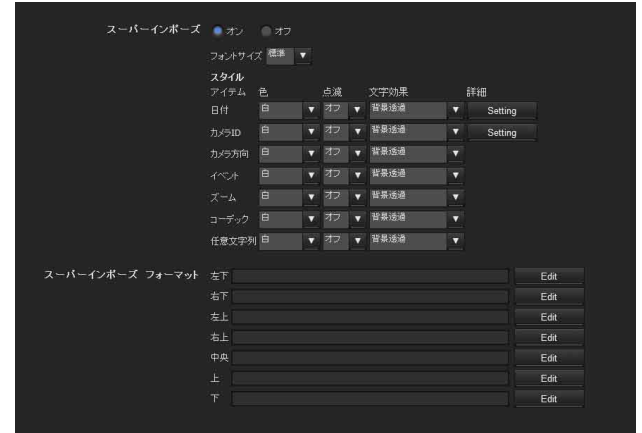 スーパーインポーズ オン オフ
フォントサイズ 標準
スタイル
アイテム 色 点滅 文字効果 詳細
日付 白 オフ 背景透過 Setting
カメラID 白 オフ 背景透過 Setting
カメラ方向 白 オフ 背景透過
イベント 白 オフ 背景透過
ズーム 白 オフ 背景透過
コーデック 白 オフ 背景透過
任意文字列 白 オフ 背景透過
スーパーインポーズ フォーマット 左下 Edit
右下 Edit
左上 Edit
右上 Edit
中央 Edit
上 Edit
下 Edit